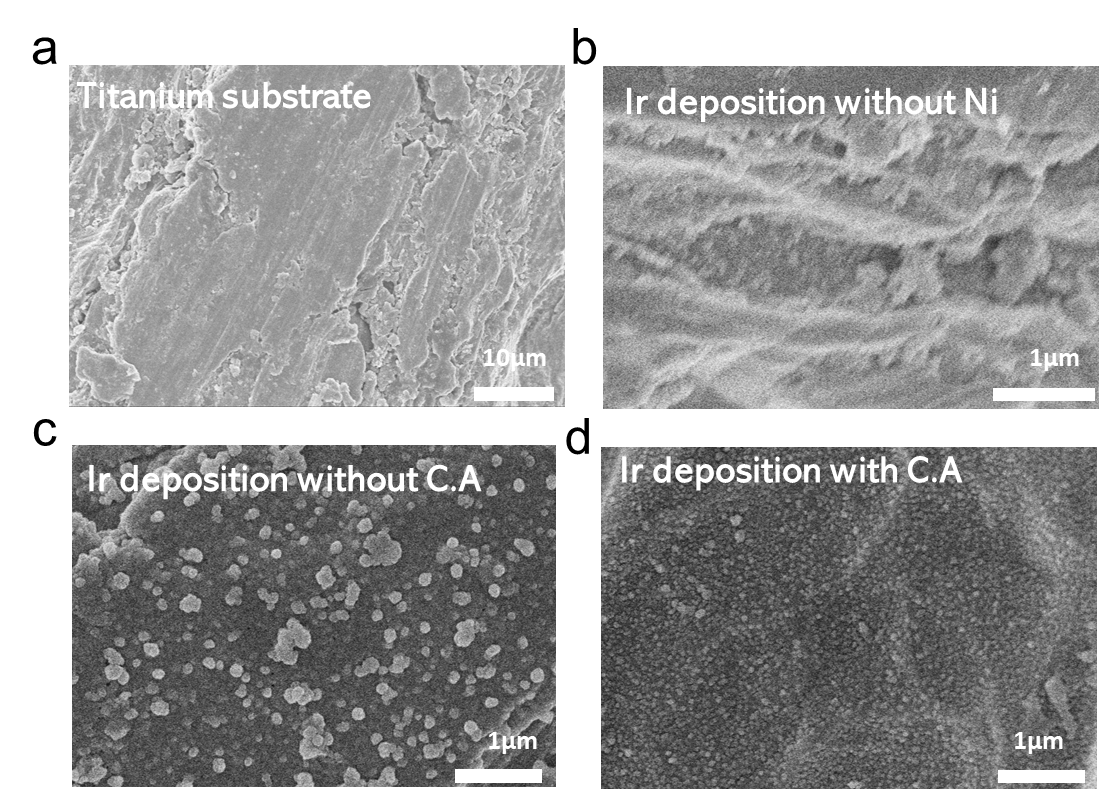 a
Titanium substrate
10μm
b
Ir deposition without Ni
1μm
c
Ir deposition without C.A
1μm
d
Ir deposition with C.A
1μm